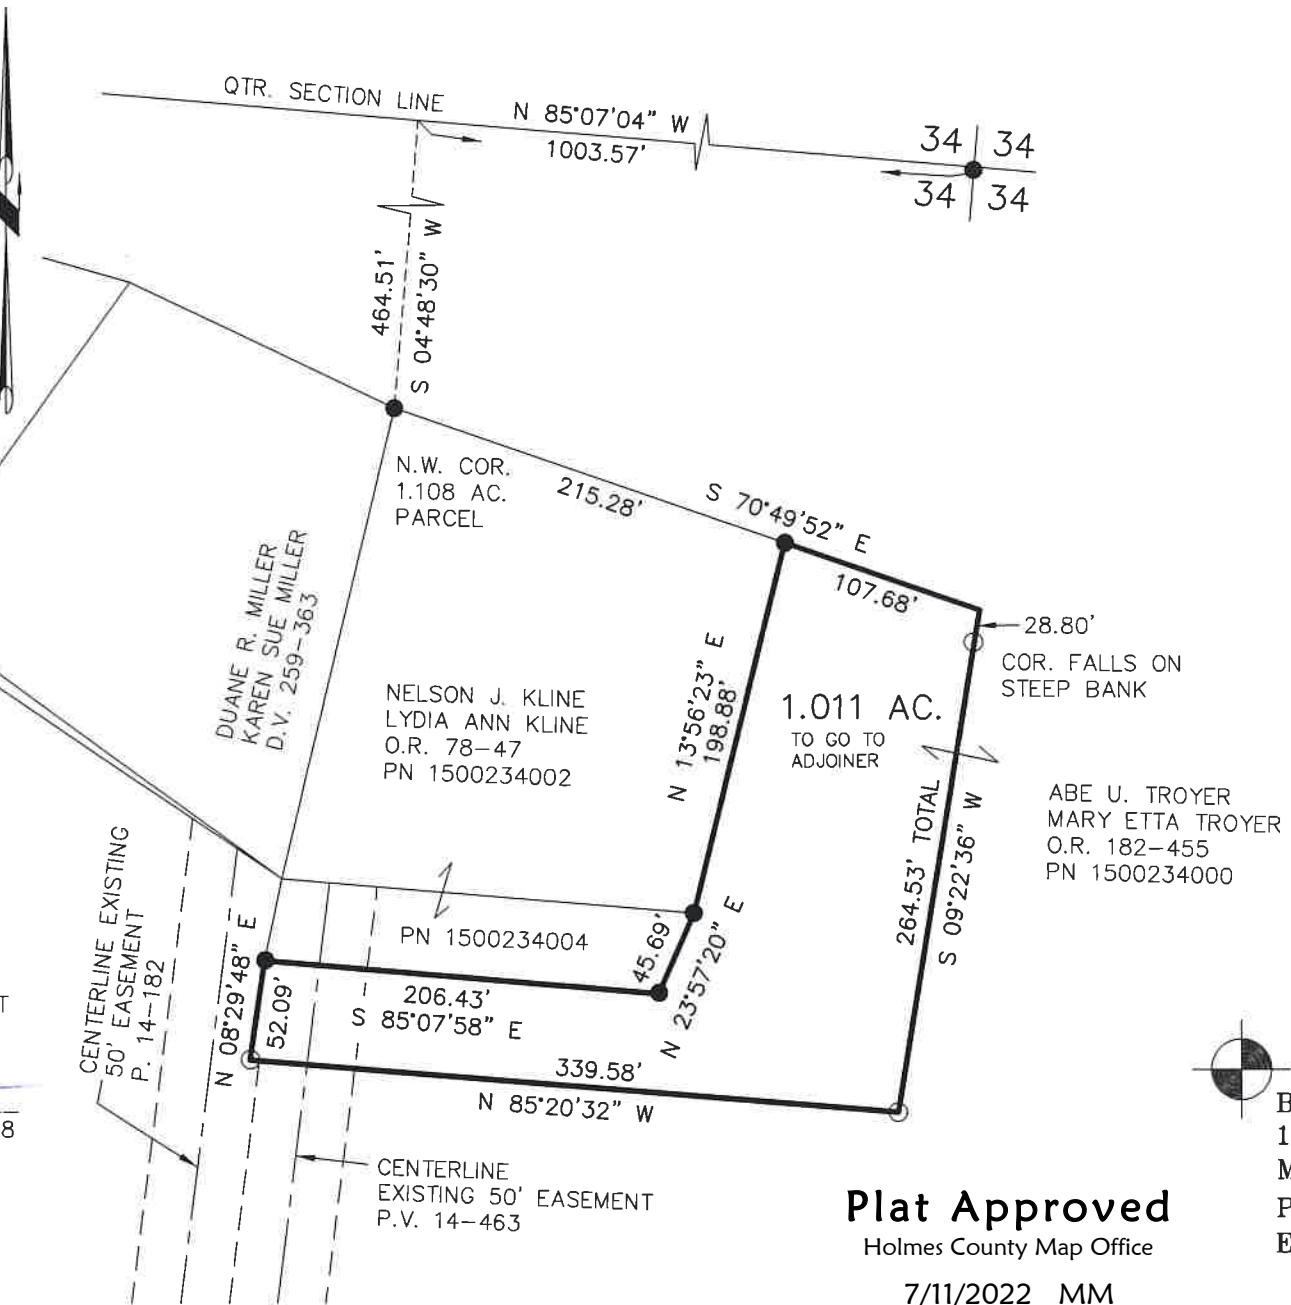 QTR. SECTION LINE
N 85°07'04" W
1003.57'
34 34
34 34
464.51'
S 04°48'30" W
N.W. COR.
1.108 AC.
PARCEL
215.28'
S 70°49'52" E
107.68'
28.80'
COR. FALLS ON
STEEP BANK
DUANE R. MILLER
KAREN SUE MILLER
D.V. 259-363
NELSON J. KLINE
LYDIA ANN KLINE
O.R. 78-47
PN 1500234002
N 13°56'23" E
198.88'
1.011 AC.
TO GO TO
ADJOINER
264.53' TOTAL
S 09°22'36" W
ABE U. TROYER
MARY ETTA TROYER
O.R. 182-455
PN 1500234000
CENTERLINE EXISTING
50' EASEMENT
P. 14-182
N 08°29'48" E
52.09'
PN 1500234004
45.69'
N 23°57'20" E
206.43'
S 85°07'58" E
339.58'
N 85°20'32" W
CENTERLINE
EXISTING 50' EASEMENT
P.V. 14-463
T
8
B
1
M
P
E
Plat Approved
Holmes County Map Office
7/11/2022 MM